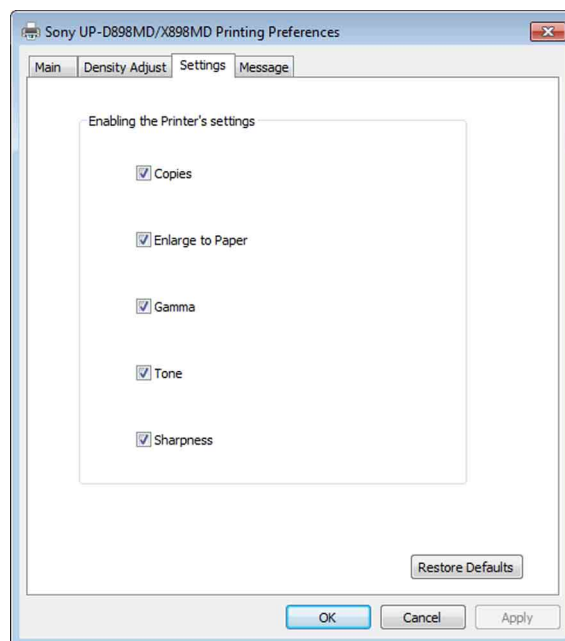 Sony UP-D898MD/X898MD Printing Preferences
Main Density Adjust Settings Message
Enabling the Printer's settings
Copies
Enlarge to Paper
Gamma
Tone
Sharpness
Restore Defaults
OK Cancel Apply